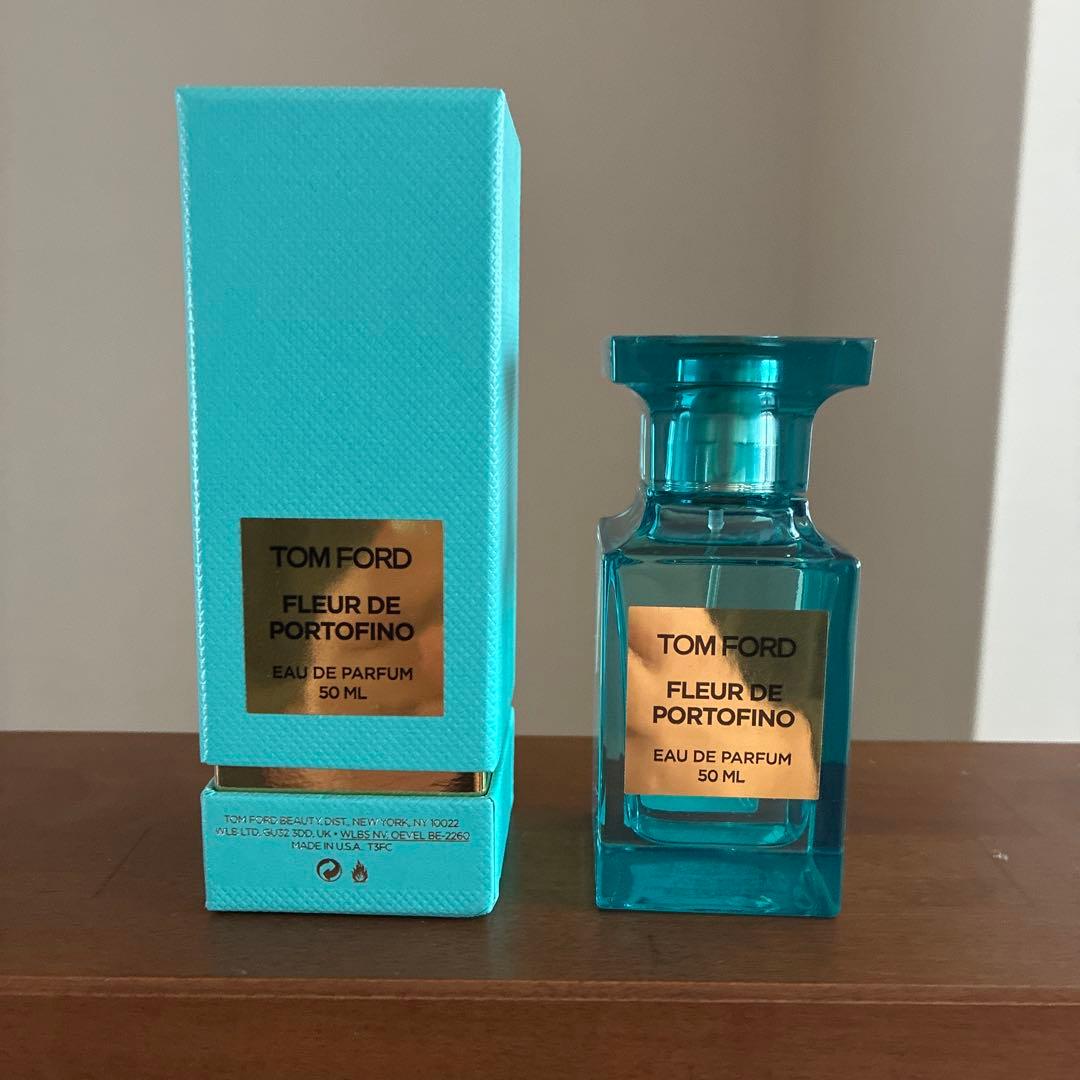 TOM FORD
FLEUR DE
PORTOFINO
EAU DE PARFUM
50 ML
TOM FORD BEAUTY, DIST. NEW YORK, NY 10022
WLB LTD. GU32 3DD, UK • WLBS NV. OEVEL BE-2260
MADE IN U.S.A. T3FC
TOM FORD
FLEUR DE
PORTOFINO
EAU DE PARFUM
50 ML